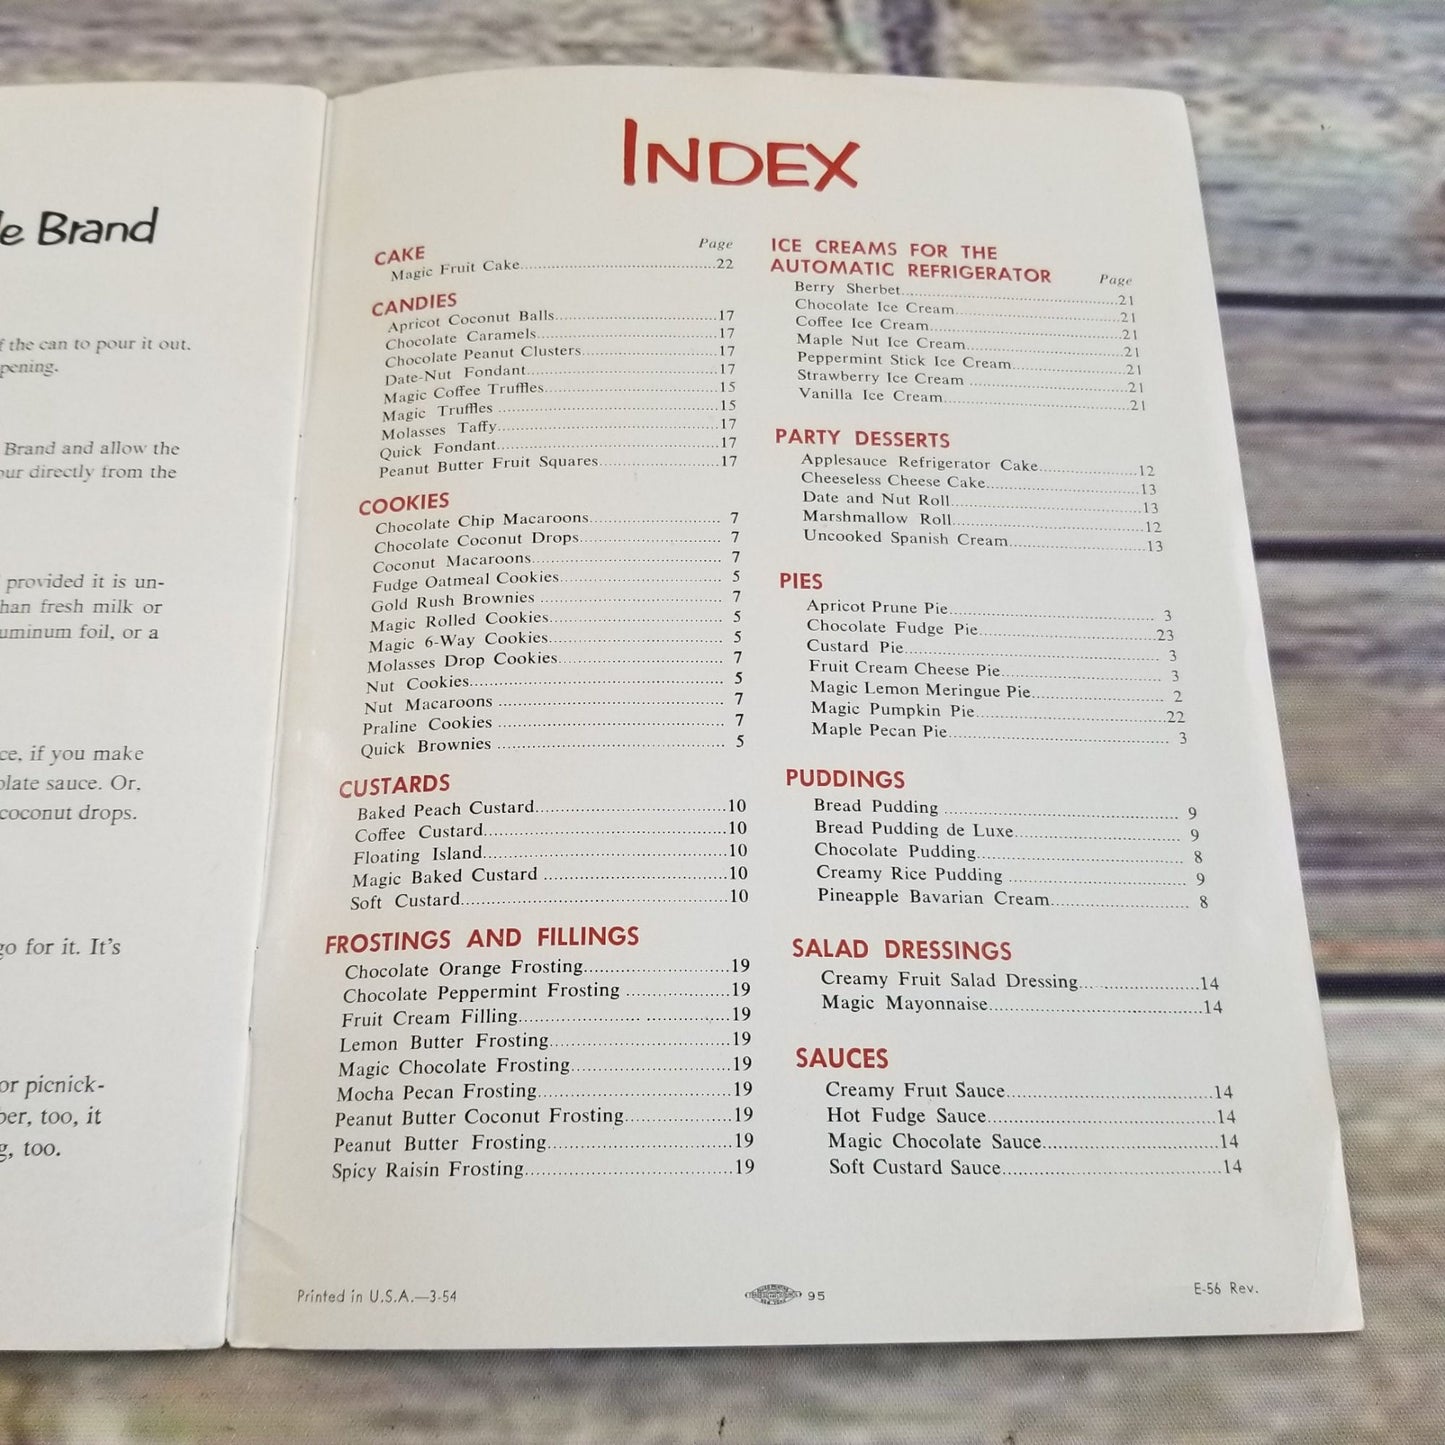 le Brand
f the can to pour it out.
pening.
Brand and allow the
our directly from the
provided it is un-
han fresh milk or
uminum foil, or a
ce, if you make
olate sauce. Or,
coconut drops.
go for it. It's
or picnick-
ber, too, it
g, too.
INDEX
Page
CAKE
Magic Fruit Cake....22
CANDIES
Apricot Coconut Balls....17
Chocolate Caramels....17
Chocolate Peanut Clusters....17
Date-Nut Fondant....17
Magic Coffee Truffles....15
Magic Truffles ....15
Molasses Taffy....17
Quick Fondant....17
Peanut Butter Fruit Squares....17
COOKIES
Chocolate Chip Macaroons.... 7
Chocolate Coconut Drops.... 7
Coconut Macaroons.... 7
Fudge Oatmeal Cookies.... 5
Gold Rush Brownies .... 7
Magic Rolled Cookies.... 5
Magic 6-Way Cookies.... 5
Molasses Drop Cookies.... 7
Nut Cookies.... 5
Nut Macaroons .... 7
Praline Cookies .... 7
Quick Brownies .... 5
CUSTARDS
Baked Peach Custard....10
Coffee Custard....10
Floating Island....10
Magic Baked Custard ....10
Soft Custard....10
FROSTINGS AND FILLINGS
Chocolate Orange Frosting....19
Chocolate Peppermint Frosting ....19
Fruit Cream Filling....19
Lemon Butter Frosting....19
Magic Chocolate Frosting....19
Mocha Pecan Frosting....19
Peanut Butter Coconut Frosting....19
Peanut Butter Frosting....19
Spicy Raisin Frosting....19
ICE CREAMS FOR THE
AUTOMATIC REFRIGERATOR
Page
Berry Sherbet....21
Chocolate Ice Cream....21
Coffee Ice Cream....21
Maple Nut Ice Cream....21
Peppermint Stick Ice Cream....21
Strawberry Ice Cream ....21
Vanilla Ice Cream....21
PARTY DESSERTS
Applesauce Refrigerator Cake....12
Cheeseless Cheese Cake....13
Date and Nut Roll....13
Marshmallow Roll....12
Uncooked Spanish Cream....13
PIES
Apricot Prune Pie.... 3
Chocolate Fudge Pie....23
Custard Pie.... 3
Fruit Cream Cheese Pie.... 3
Magic Lemon Meringue Pie.... 2
Magic Pumpkin Pie....22
Maple Pecan Pie.... 3
PUDDINGS
Bread Pudding .... 9
Bread Pudding de Luxe.... 9
Chocolate Pudding.... 8
Creamy Rice Pudding .... 9
Pineapple Bavarian Cream.... 8
SALAD DRESSINGS
Creamy Fruit Salad Dressing....14
Magic Mayonnaise....14
SAUCES
Creamy Fruit Sauce....14
Hot Fudge Sauce....14
Magic Chocolate Sauce....14
Soft Custard Sauce....14
Printed in U.S.A.—3-54
95
E-56 Rev.